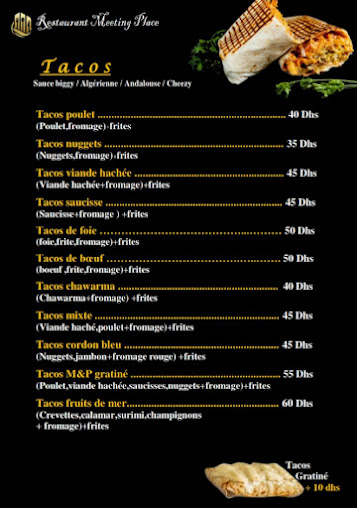 Restaurant Meeting Place
Tacos
Sauce biggy / Algérienne / Andalouse / Cheezy
Tacos poulet ........................................................ 40 Dhs
(Poulet,fromage)-frites
Tacos nuggets ...................................................... 35 Dhs
(Nuggets,fromage)-frites
Tacos viande hachée ............................................. 45 Dhs
(Viande hachée+fromage)+frites
Tacos saucisse ...................................................... 45 Dhs
(Saucisse+fromage ) +frites
Tacos de foie ……………………………………… 50 Dhs
(foie,frite,fromage)+frites
Tacos de bœuf …………………………………… 50 Dhs
(boeuf ,frite,fromage)+frites
Tacos chawarma ................................................ 40 Dhs
(Chawarma+fromage) +frites
Tacos mixte ....................................................... 45 Dhs
(Viande haché,poulet+fromage)+frites
Tacos cordon bleu .............................................. 45 Dhs
(Nuggets,jambon+fromage rouge) +frites
Tacos M&P gratiné ............................................. 55 Dhs
(Poulet,viande hachée,saucisses,nuggets+fromage)+frites
Tacos fruits de mer............................................. 60 Dhs
(Crevettes,calamar,surimi,champignons
+ fromage)+frites
Tacos
Gratiné
+ 10 dhs